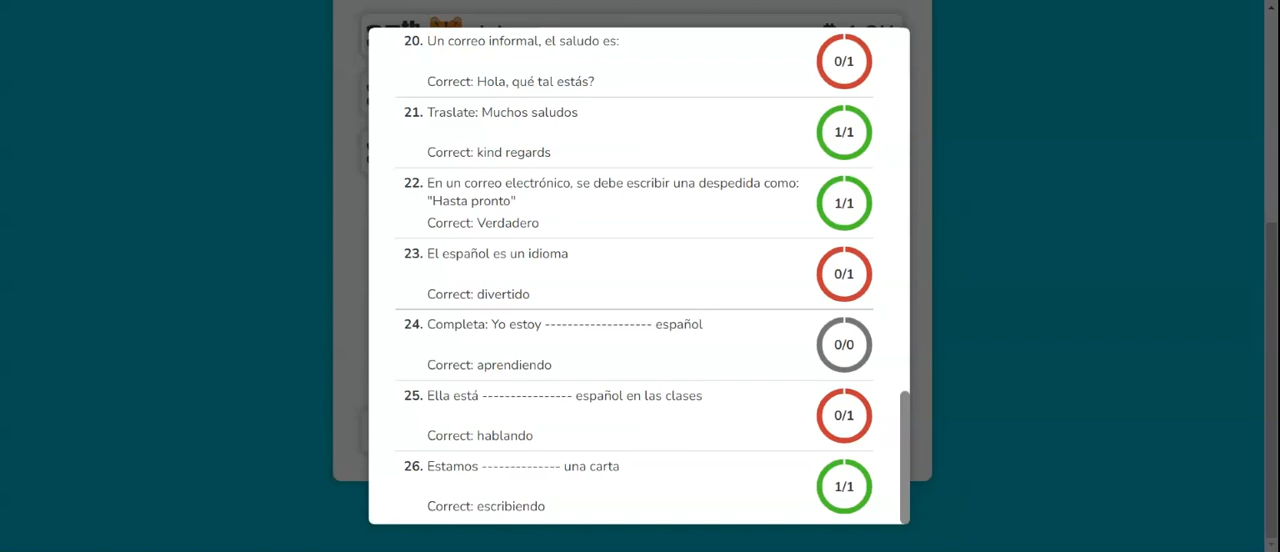 20. Un correo informal, el saludo es:
0/1
Correct: Hola, qué tal estás?
21. Traslate: Muchos saludos
1/1
Correct: kind regards
22. En un correo electrónico, se debe escribir una despedida como:
"Hasta pronto"
1/1
Correct: Verdadero
23. El español es un idioma
0/1
Correct: divertido
24. Completa: Yo estoy ------------------- español
0/0
Correct: aprendiendo
25. Ella está ---------------- español en las clases
0/1
Correct: hablando
26. Estamos -------------- una carta
1/1
Correct: escribiendo